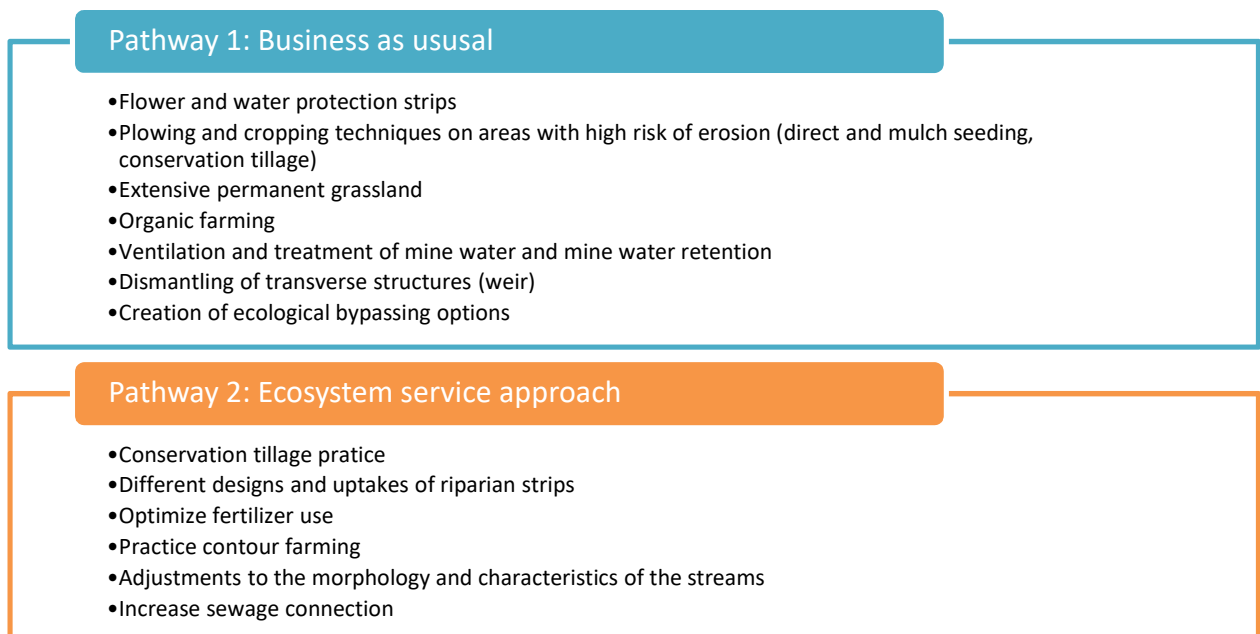 Pathway 1: Business as ususal
•Flower and water protection strips
•Plowing and cropping techniques on areas with high risk of erosion (direct and mulch seeding,
conservation tillage)
•Extensive permanent grassland
•Organic farming
•Ventilation and treatment of mine water and mine water retention
•Dismantling of transverse structures (weir)
•Creation of ecological bypassing options
Pathway 2: Ecosystem service approach
•Conservation tillage pratice
•Different designs and uptakes of riparian strips
•Optimize fertilizer use
•Practice contour farming
•Adjustments to the morphology and characteristics of the streams
•Increase sewage connection